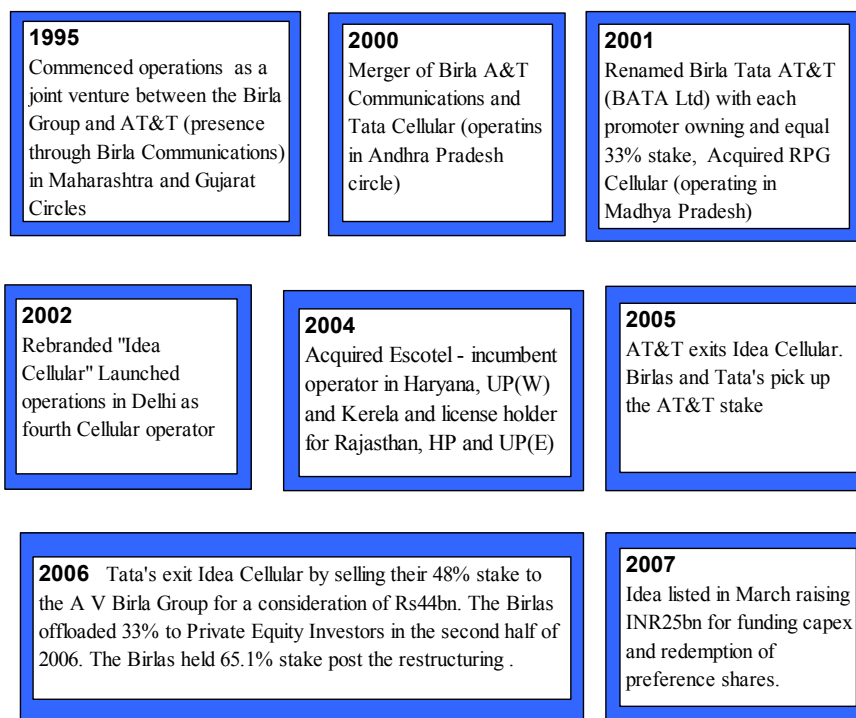 1995
Commenced operations as a
joint venture between the Birla
Group and AT&T (presence
through Birla Communications)
in Maharashtra and Gujarat
Circles
2000
Merger of Birla A&T
Communications and
Tata Cellular (operatins
in Andhra Pradesh
circle)
2001
Renamed Birla Tata AT&T
(BATA Ltd) with each
promoter owning and equal
33% stake, Acquired RPG
Cellular (operating in
Madhya Pradesh)
2002
Rebranded "Idea
Cellular" Launched
operations in Delhi as
fourth Cellular operator
2004
Acquired Escotel - incumbent
operator in Haryana, UP(W)
and Kerela and license holder
for Rajasthan, HP and UP(E)
2005
AT&T exits Idea Cellular.
Birlas and Tata's pick up
the AT&T stake
2006 Tata's exit Idea Cellular by selling their 48% stake to
the A V Birla Group for a consideration of Rs44bn. The Birlas
offloaded 33% to Private Equity Investors in the second half of
2006. The Birlas held 65.1% stake post the restructuring .
2007
Idea listed in March raising
INR25bn for funding capex
and redemption of
preference shares.